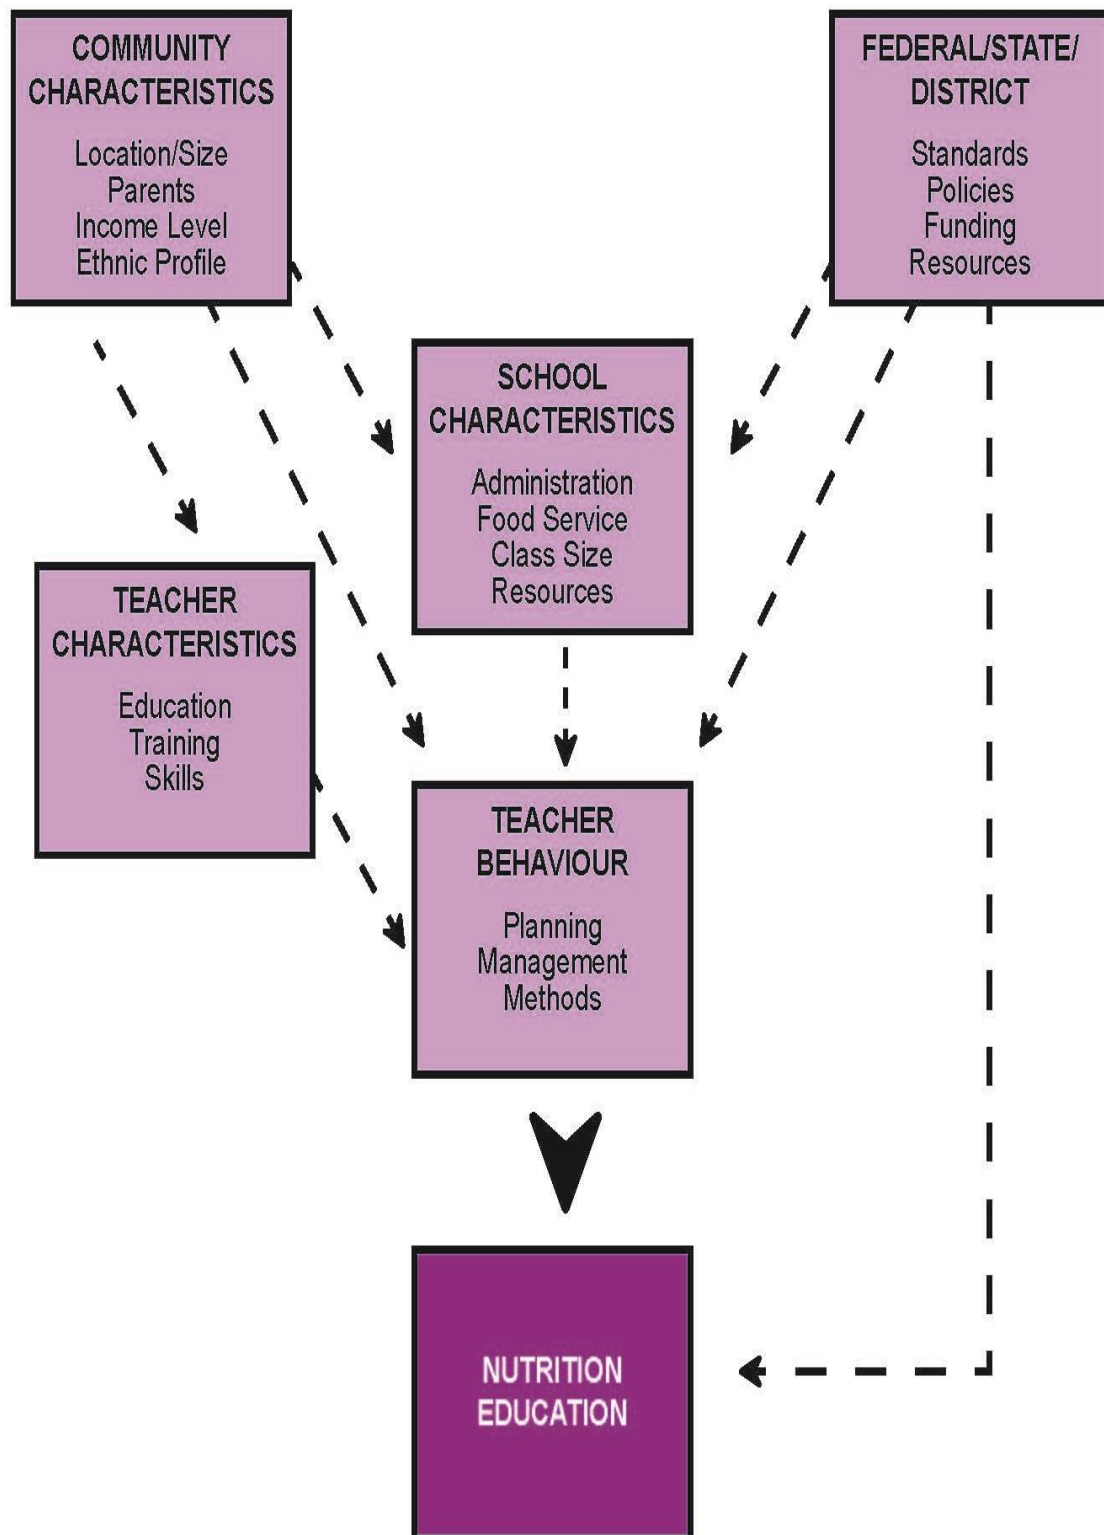 COMMUNITY
CHARACTERISTICS
Location/Size
Parents
Income Level
Ethnic Profile
FEDERAL/STATE/
DISTRICT
Standards
Policies
Funding
Resources
SCHOOL
CHARACTERISTICS
Administration
Food Service
Class Size
Resources
TEACHER
CHARACTERISTICS
Education
Training
Skills
TEACHER
BEHAVIOUR
Planning
Management
Methods
NUTRITION
EDUCATION